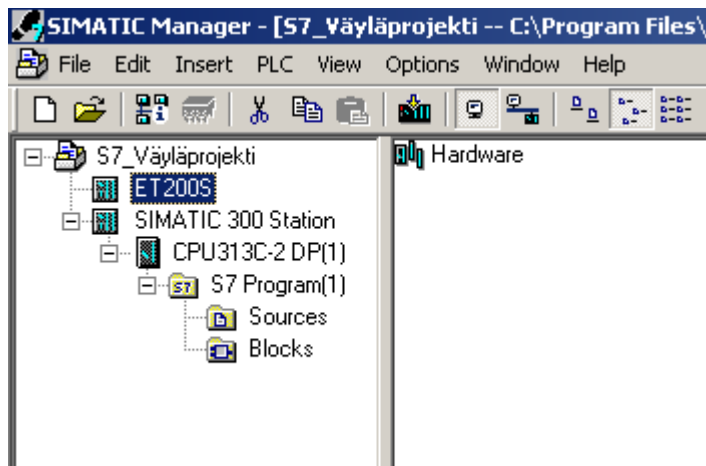 SIMATIC Manager - [S7_Väyläprojekti -- C:\Program Files\
File Edit Insert PLC View Options Window Help
S7_Väyläprojekti
ET200S
SIMATIC 300 Station
CPU313C-2 DP(1)
S7 Program(1)
Sources
Blocks
Hardware